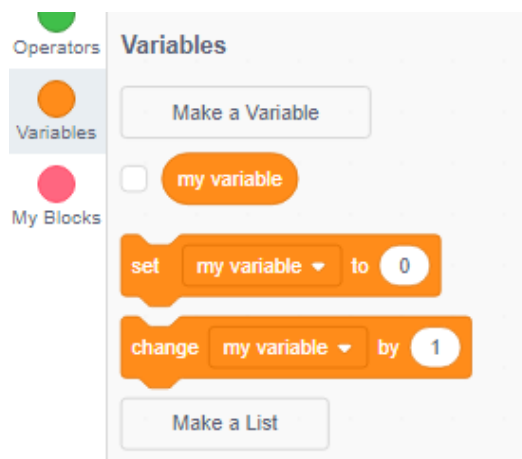 Operators
Variables
My Blocks
Variables
Make a Variable
my variable
set my variable to 0
change my variable by 1
Make a List